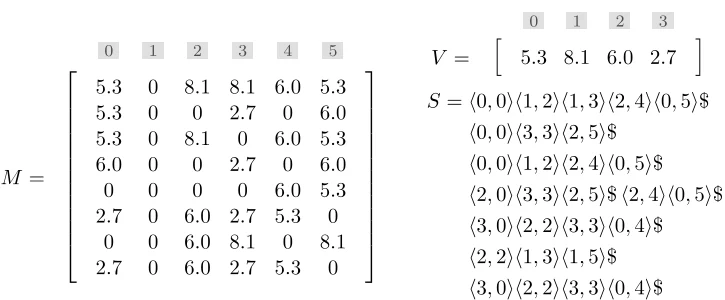 0 1 2 3 4 5
M =
5.3 0 8.1 8.1 6.0 5.3
5.3 0 0 2.7 0 6.0
5.3 0 8.1 0 6.0 5.3
6.0 0 0 2.7 0 6.0
0 0 0 0 6.0 5.3
2.7 0 6.0 2.7 5.3 0
0 0 6.0 8.1 0 8.1
2.7 0 6.0 2.7 5.3 0
0 1 2 3
V = [ 5.3 8.1 6.0 2.7 ]
S = ⟨0, 0⟩⟨1, 2⟩⟨1, 3⟩⟨2, 4⟩⟨0, 5⟩$
⟨0, 0⟩⟨3, 3⟩⟨2, 5⟩$
⟨0, 0⟩⟨1, 2⟩⟨2, 4⟩⟨0, 5⟩$
⟨2, 0⟩⟨3, 3⟩⟨2, 5⟩$ ⟨2, 4⟩⟨0, 5⟩$
⟨3, 0⟩⟨2, 2⟩⟨3, 3⟩⟨0, 4⟩$
⟨2, 2⟩⟨1, 3⟩⟨1, 5⟩$
⟨3, 0⟩⟨2, 2⟩⟨3, 3⟩⟨0, 4⟩$